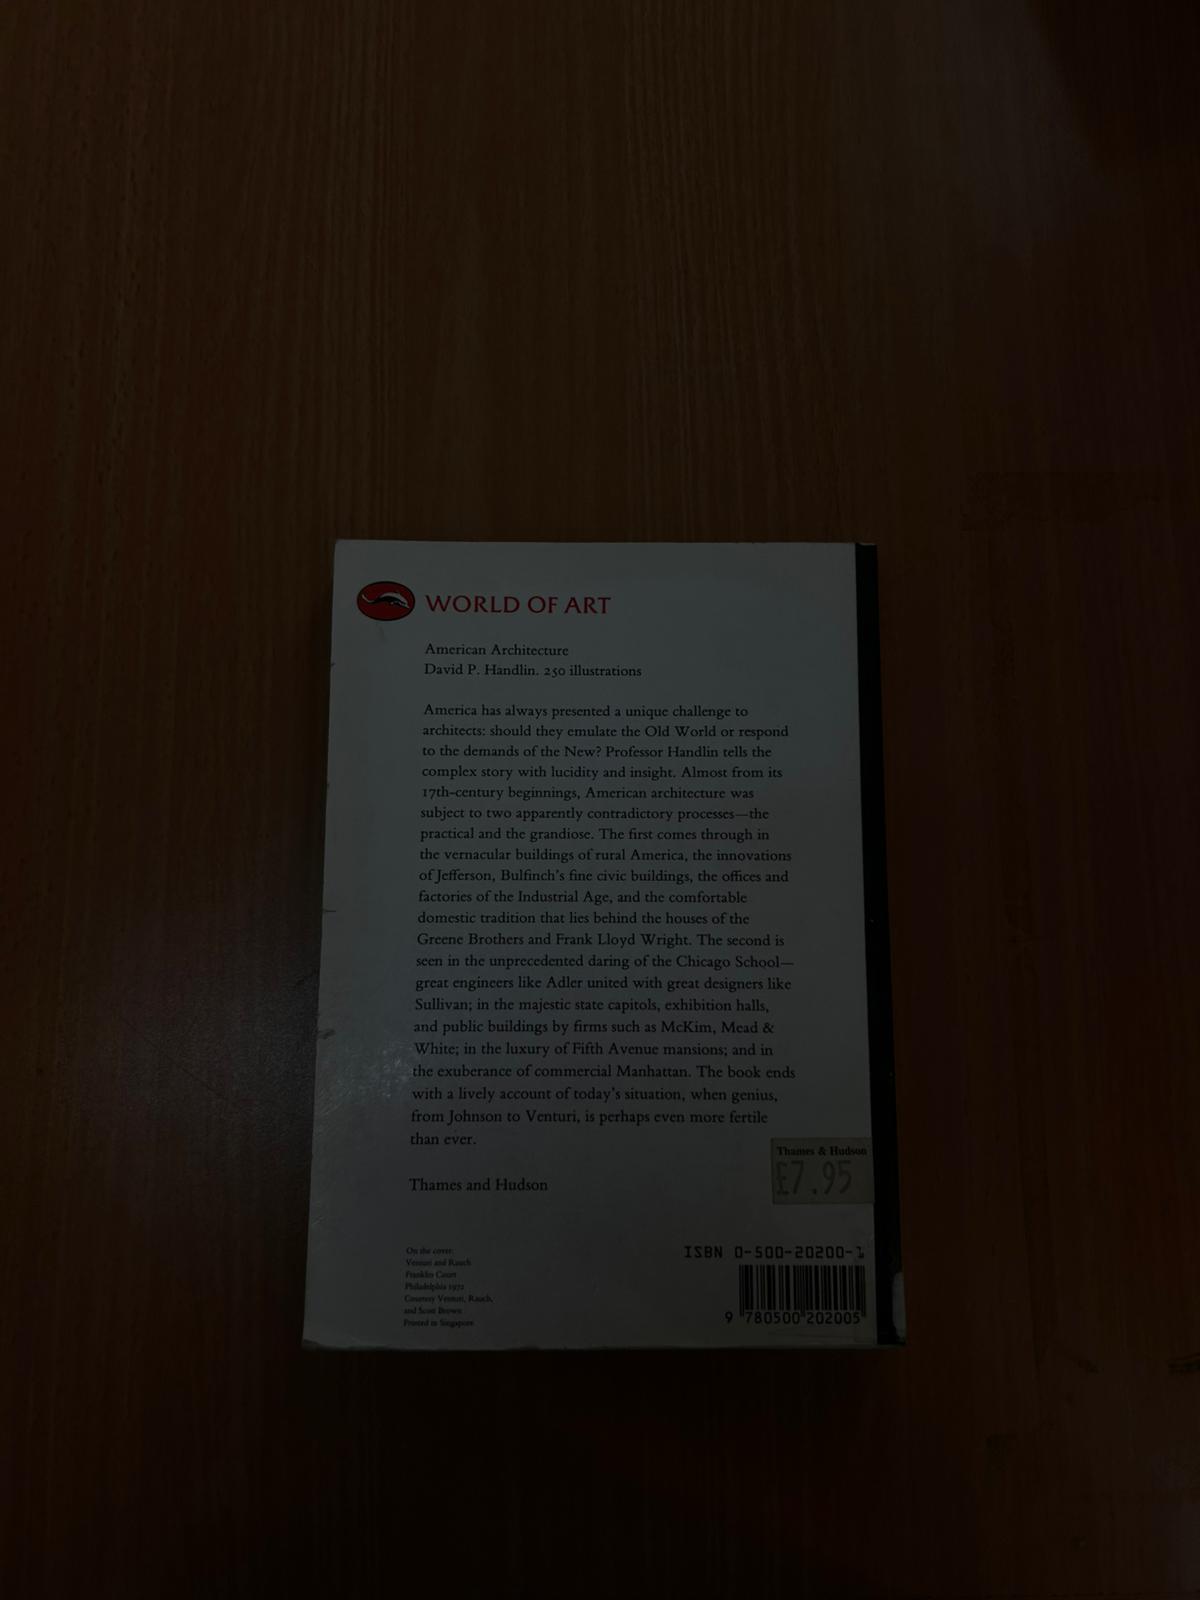 WORLD OF ART
American Architecture
David P. Handlin. 250 illustrations
America has always presented a unique challenge to
architects: should they emulate the Old World or respond
to the demands of the New? Professor Handlin tells the
complex story with lucidity and insight. Almost from its
17th-century beginnings, American architecture was
subject to two apparently contradictory processes—the
practical and the grandiose. The first comes through in
the vernacular buildings of rural America, the innovations
of Jefferson, Bulfinch's fine civic buildings, the offices and
factories of the Industrial Age, and the comfortable
domestic tradition that lies behind the houses of the
Greene Brothers and Frank Lloyd Wright. The second is
seen in the unprecedented daring of the Chicago School—
great engineers like Adler united with great designers like
Sullivan; in the majestic state capitols, exhibition halls,
and public buildings by firms such as McKim, Mead &
White; in the luxury of Fifth Avenue mansions; and in
the exuberance of commercial Manhattan. The book ends
with a lively account of today's situation, when genius,
from Johnson to Venturi, is perhaps even more fertile
than ever.
Thames & Hudson
£7.95
Thames and Hudson
On the cover:
Venturi and Rauch
Franklin Court
Philadelphia 1972
Courtesy Venturi, Rauch,
and Scott Brown
Printed in Singapore
ISBN 0-500-20200-1
9 780500 202005